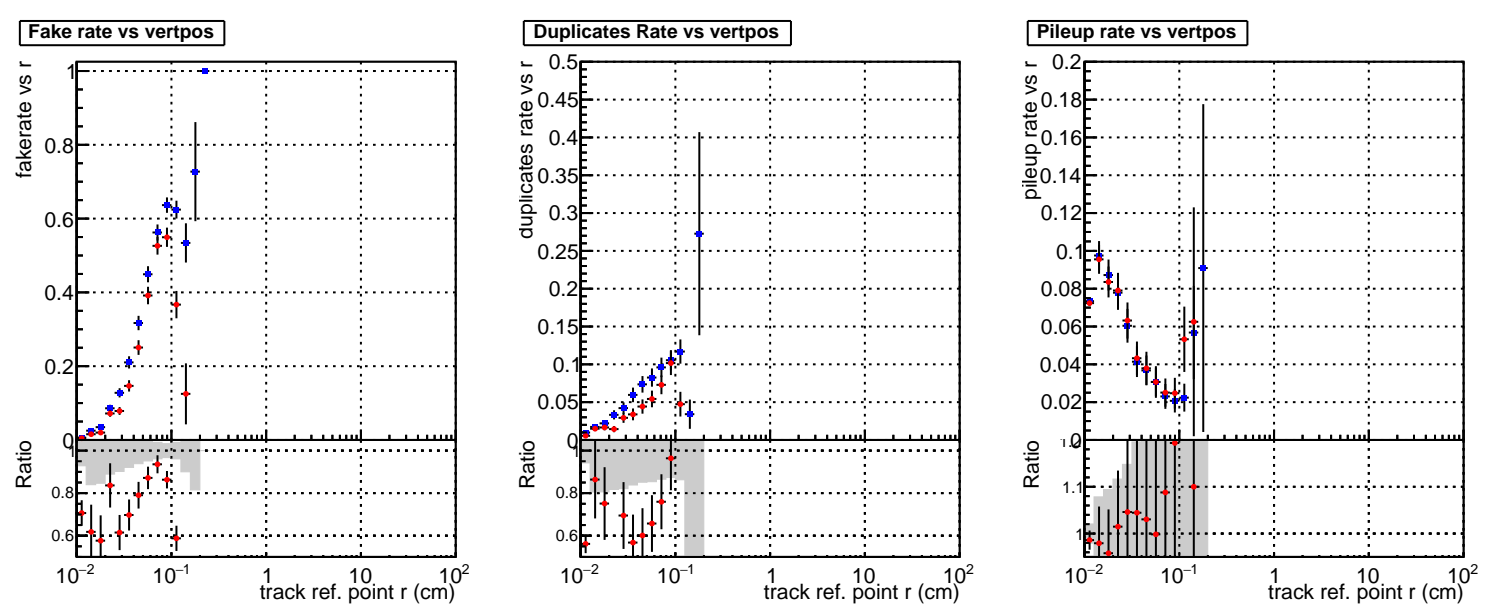 Fake rate vs vertpos
fakerate vs r
1
0.8
0.6
0.4
0.2
0
Ratio
1
0.8
0.6
10⁻² 10⁻¹ 1 10 10²
track ref. point r (cm)
Duplicates Rate vs vertpos
duplicates rate vs r
0.5
0.45
0.4
0.35
0.3
0.25
0.2
0.15
0.1
0.05
0
Ratio
1
0.8
0.6
10⁻² 10⁻¹ 1 10 10²
track ref. point r (cm)
Pileup rate vs vertpos
pileup rate vs r
0.2
0.18
0.16
0.14
0.12
0.1
0.08
0.06
0.04
0.02
0
Ratio
1.1
1
10⁻² 10⁻¹ 1 10 10²
track ref. point r (cm)